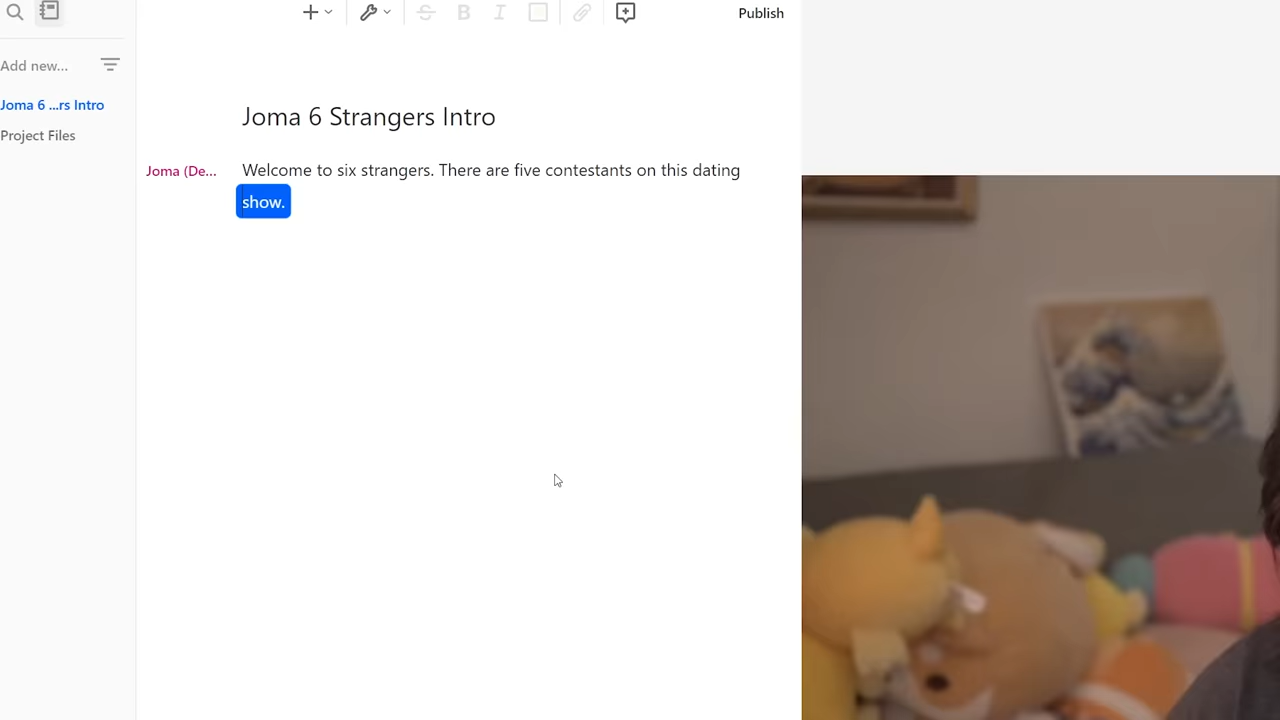 Publish
Add new...
Joma 6 ...rs Intro
Project Files
Joma 6 Strangers Intro
Joma (De...
Welcome to six strangers. There are five contestants on this dating
show.